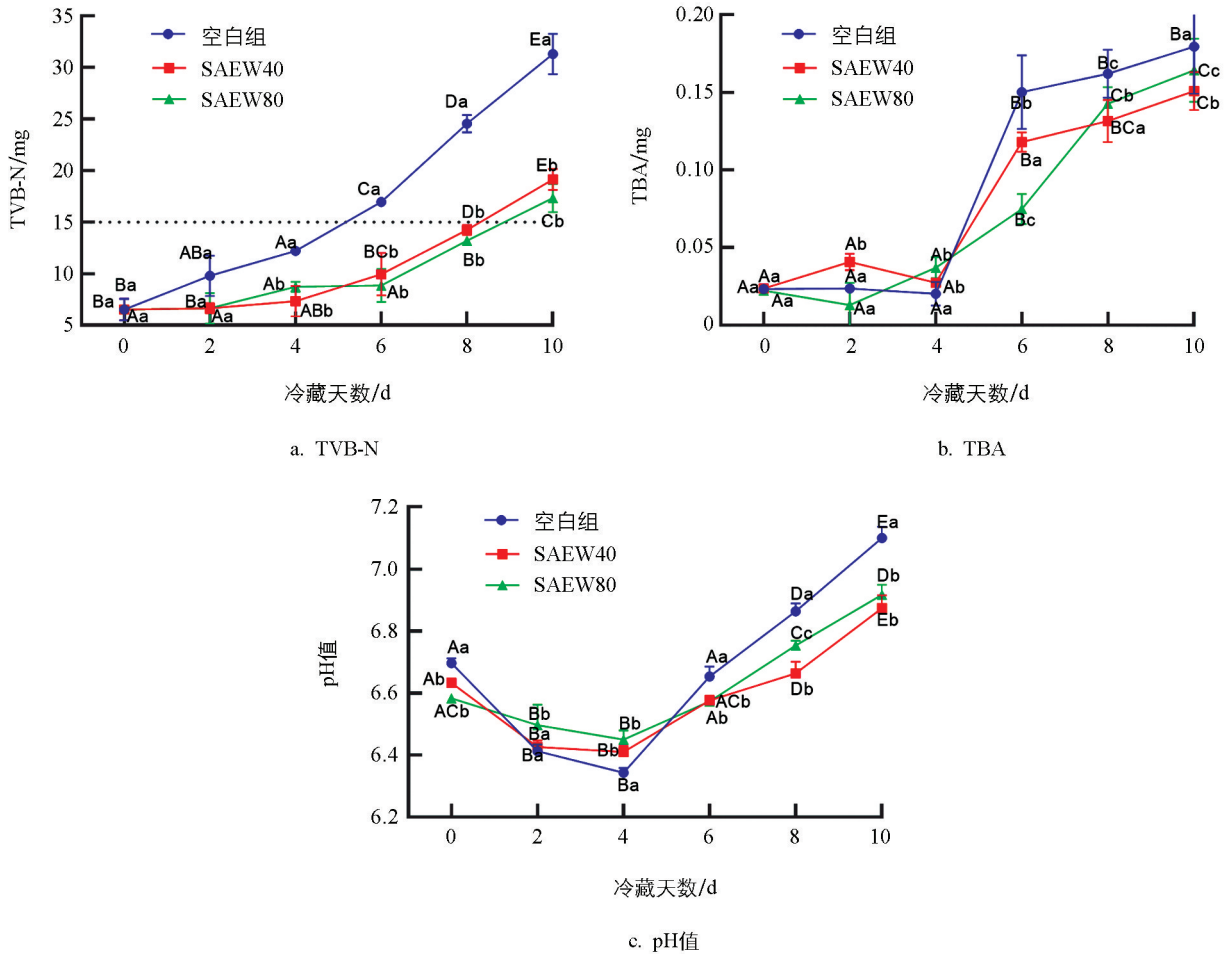 35
30
25
20
15
10
5
TVB-N/mg
空白组
SAEW40
SAEW80
Ba
Ba
Aa
ABa
Ba
Aa
Aa
Ab
ABb
Ca
BCb
Ab
Da
Db
Bb
Ea
Eb
Cb
0 2 4 6 8 10
冷藏天数/d
a. TVB-N
0.20
0.15
0.10
0.05
0
TBA/mg
空白组
SAEW40
SAEW80
Aa
Aa
Aa
Ab
Aa
Aa
Ab
Ab
Aa
Bb
Ba
Bc
Bc
Cb
BCa
Ba
Cc
Cb
0 2 4 6 8 10
冷藏天数/d
b. TBA
7.2
7.0
6.8
6.6
6.4
6.2
pH值
空白组
SAEW40
SAEW80
Aa
Ab
ACb
Bb
Ba
Ba
Bb
Bb
Ba
Aa
ACb
Ab
Da
Cc
Db
Ea
Db
Eb
0 2 4 6 8 10
冷藏天数/d
c. pH值